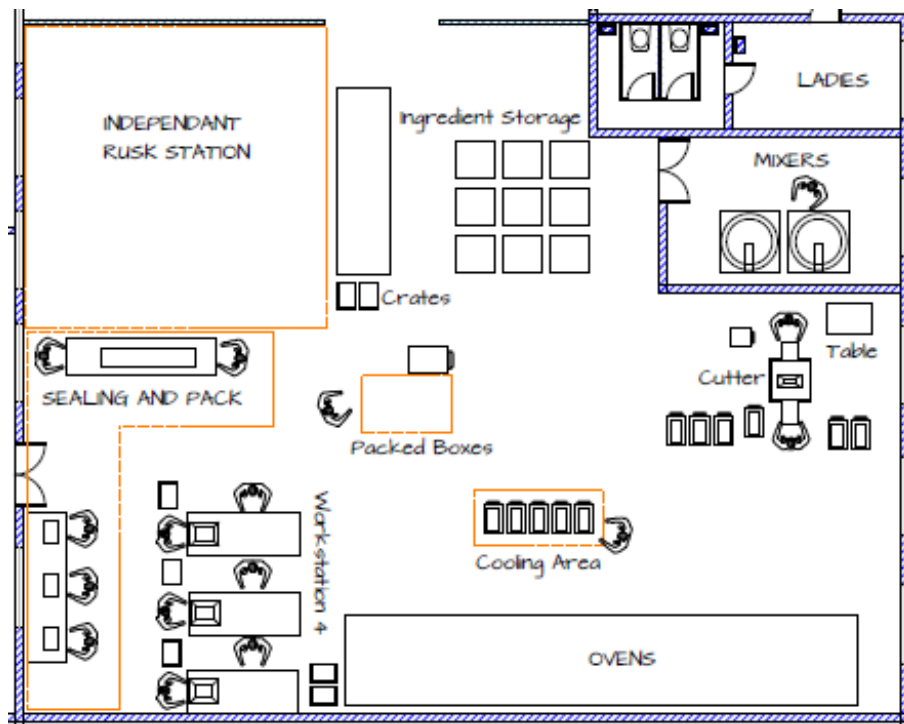 INDEPENDANT
RUSK STATION
Ingredient Storage
LADIES
MIXERS
Crates
Table
SEALING AND PACK
Cutter
Packed Boxes
Workstation 4
Cooling Area
OVENS